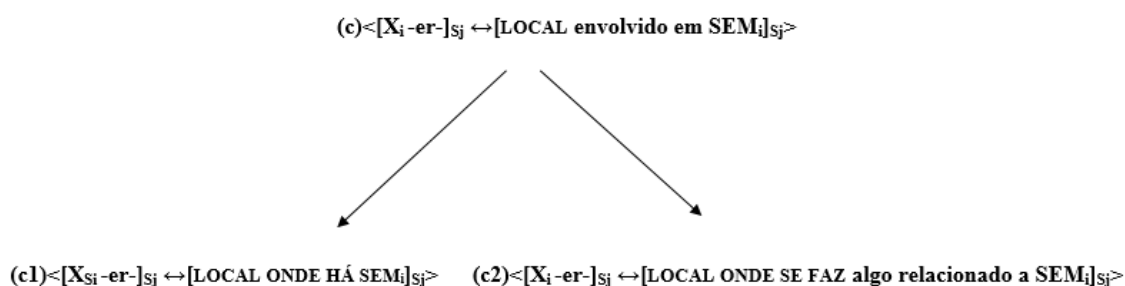 (c)<[Xᵢ -er-]Sj ↔[LOCAL envolvido em SEMᵢ]Sj>
(c1)<[XSi -er-]Sj ↔[LOCAL ONDE HÁ SEMᵢ]Sj> (c2)<[Xᵢ -er-]Sj ↔[LOCAL ONDE SE FAZ algo relacionado a SEMᵢ]Sj>